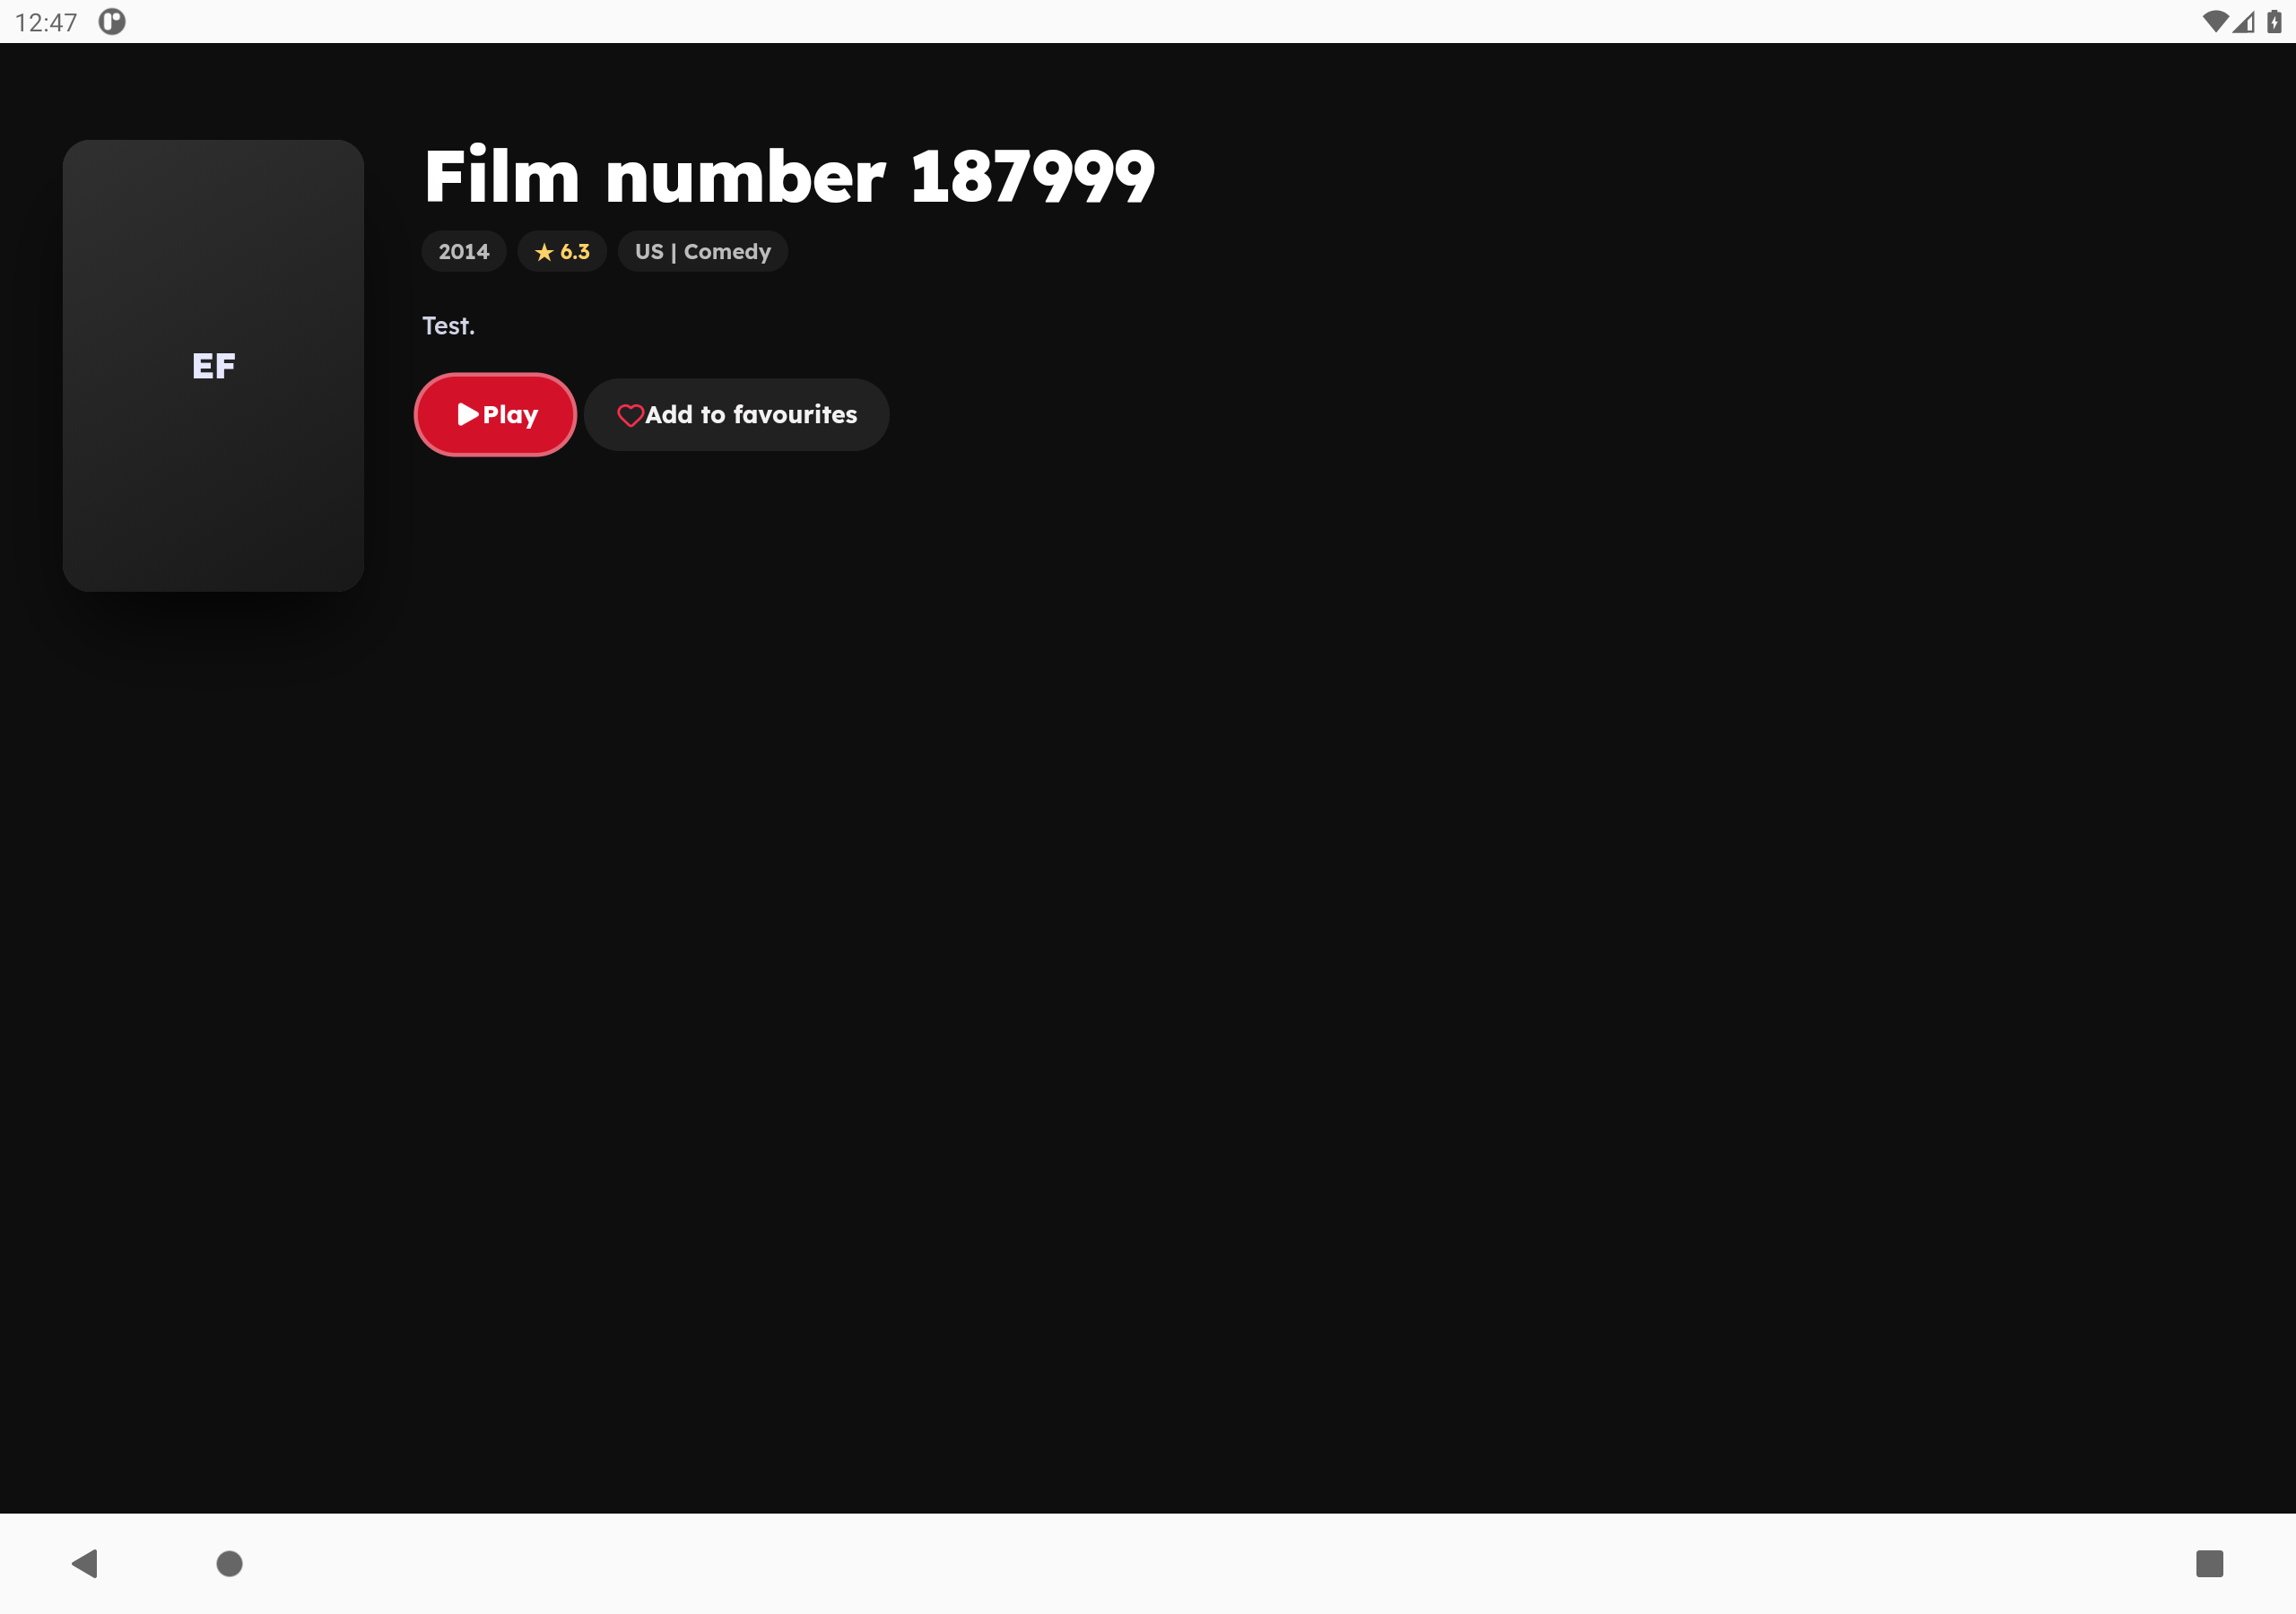 12:47
Film number 187999
2014
★ 6.3
US | Comedy
Test.
EF
Play
Add to favourites